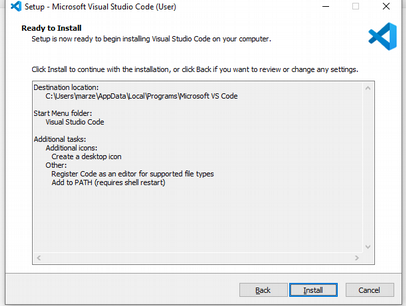 Setup - Microsoft Visual Studio Code (User)
Ready to Install
Setup is now ready to begin installing Visual Studio Code on your computer.
Click Install to continue with the installation, or click Back if you want to review or change any settings.
Destination location:
C:\Users\marze\AppData\Local\Programs\Microsoft VS Code
Start Menu folder:
Visual Studio Code
Additional tasks:
Additional icons:
Create a desktop icon
Other:
Register Code as an editor for supported file types
Add to PATH (requires shell restart)
Back Install Cancel